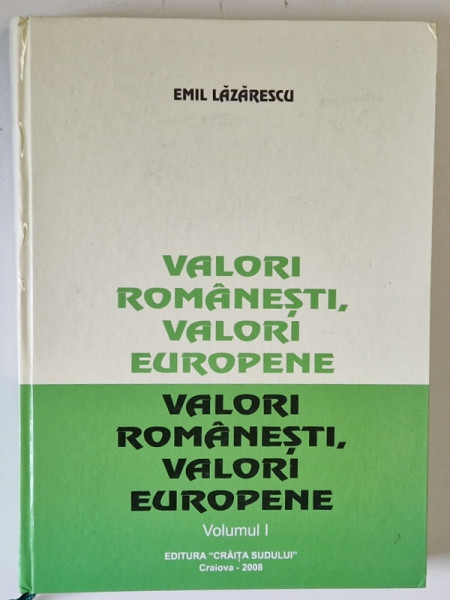 EMIL LĂZĂRESCU
VALORI
ROMÂNEȘTI,
VALORI
EUROPENE
VALORI
ROMÂNEȘTI,
VALORI
EUROPENE
Volumul I
EDITURA "CRĂIȚA SUDULUI"
Craiova - 2008